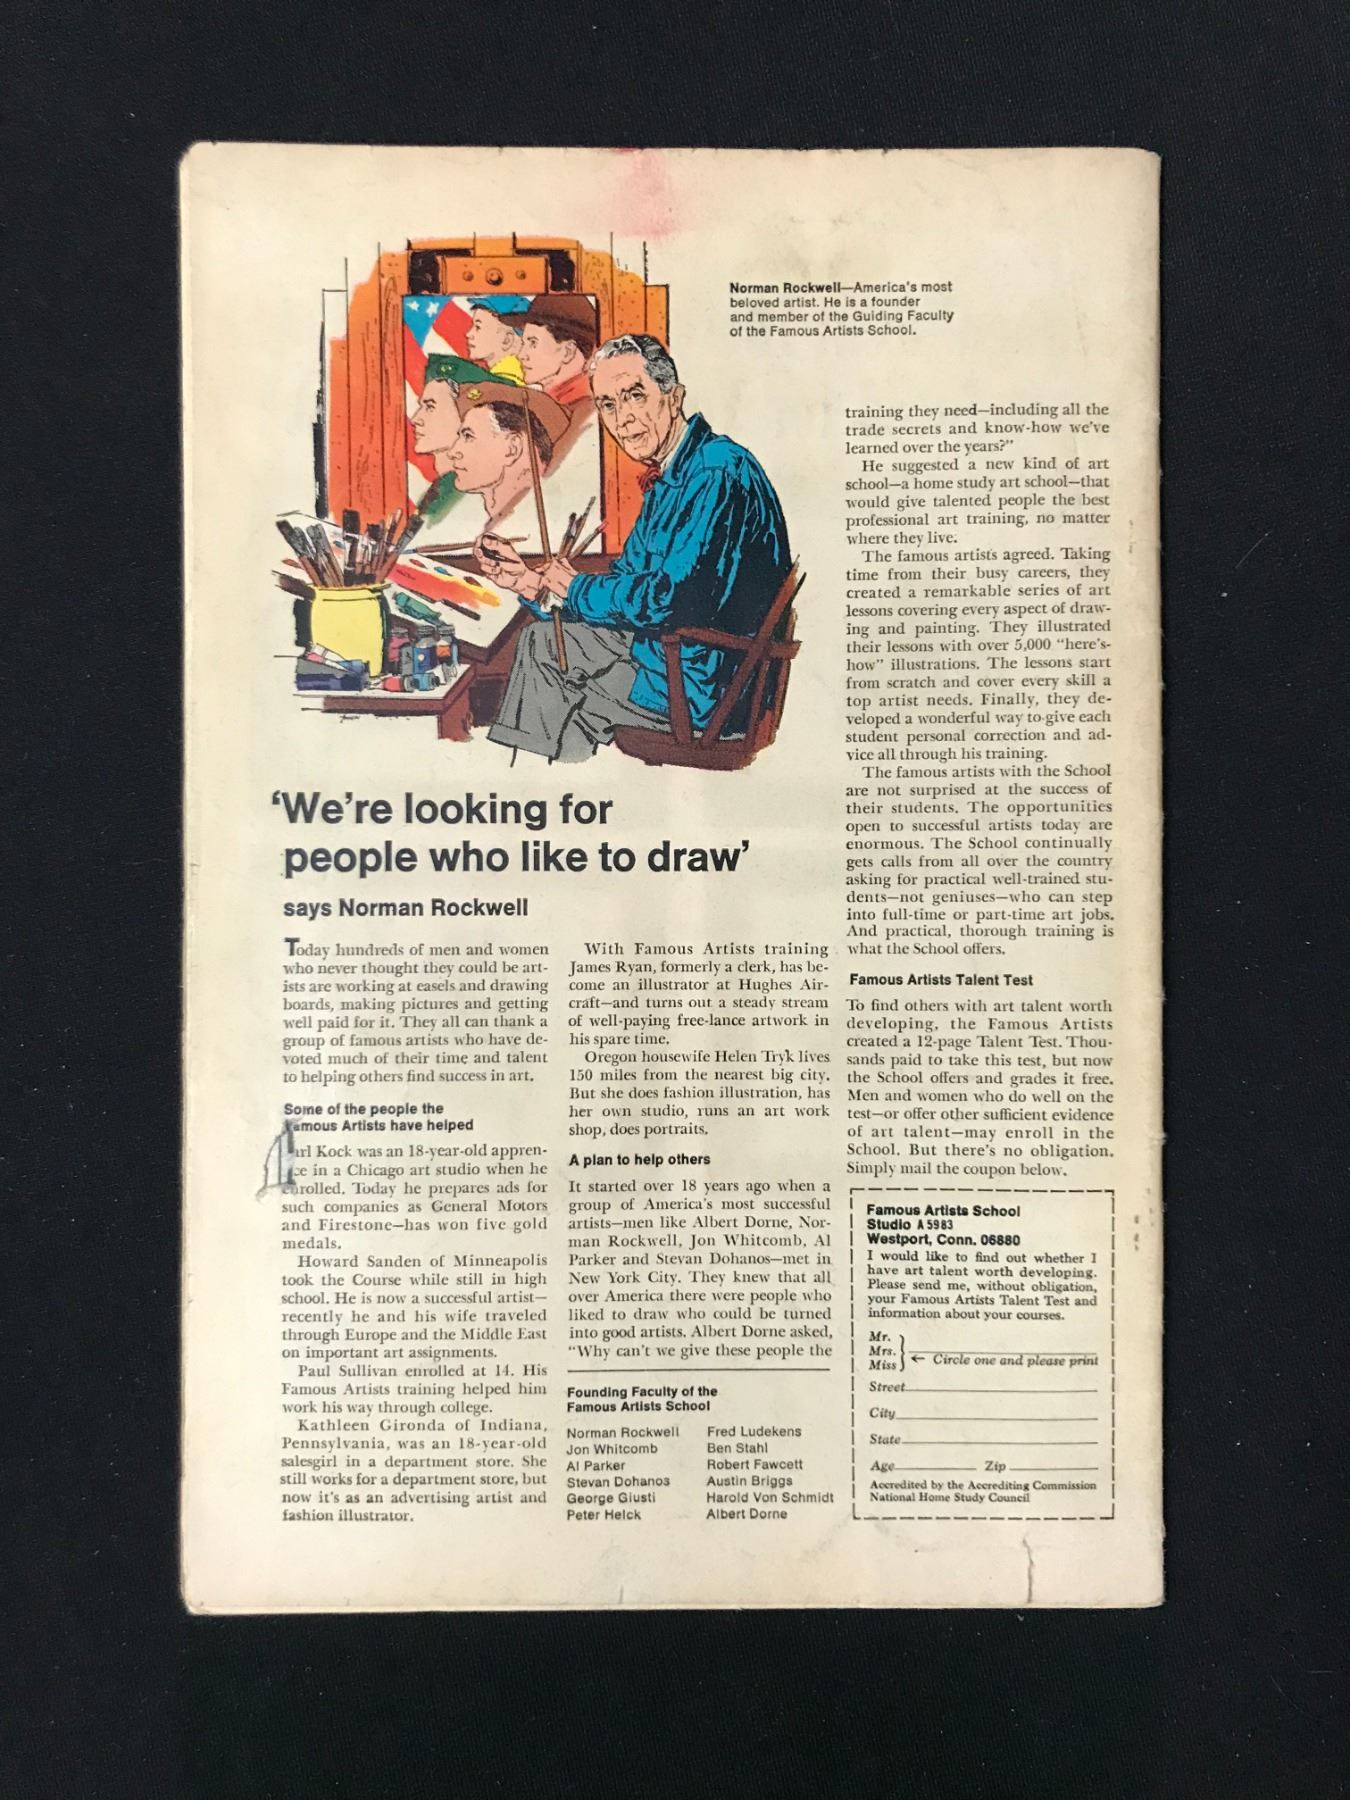 Norman Rockwell—America's most
beloved artist. He is a founder
and member of the Guiding Faculty
of the Famous Artists School.
'We're looking for
people who like to draw'
says Norman Rockwell
Today hundreds of men and women
who never thought they could be art-
ists are working at easels and drawing
boards, making pictures and getting
well paid for it. They all can thank a
group of famous artists who have de-
voted much of their time and talent
to helping others find success in art.
Some of the people the
Famous Artists have helped
arl Kock was an 18-year-old appren-
ce in a Chicago art studio when he
enrolled. Today he prepares ads for
such companies as General Motors
and Firestone—has won five gold
medals.
Howard Sanden of Minneapolis
took the Course while still in high
school. He is now a successful artist—
recently he and his wife traveled
through Europe and the Middle East
on important art assignments.
Paul Sullivan enrolled at 14. His
Famous Artists training helped him
work his way through college.
Kathleen Gironda of Indiana,
Pennsylvania, was an 18-year-old
salesgirl in a department store. She
still works for a department store, but
now it's as an advertising artist and
fashion illustrator.
With Famous Artists training
James Ryan, formerly a clerk, has be-
come an illustrator at Hughes Air-
craft—and turns out a steady stream
of well-paying free-lance artwork in
his spare time.
Oregon housewife Helen Tryk lives
150 miles from the nearest big city.
But she does fashion illustration, has
her own studio, runs an art work
shop, does portraits.
A plan to help others
It started over 18 years ago when a
group of America's most successful
artists—men like Albert Dorne, Nor-
man Rockwell, Jon Whitcomb, Al
Parker and Stevan Dohanos—met in
New York City. They knew that all
over America there were people who
liked to draw who could be turned
into good artists. Albert Dorne asked,
"Why can't we give these people the
training they need—including all the
trade secrets and know-how we've
learned over the years?"
He suggested a new kind of art
school—a home study art school—that
would give talented people the best
professional art training, no matter
where they live.
The famous artists agreed. Taking
time from their busy careers, they
created a remarkable series of art
lessons covering every aspect of draw-
ing and painting. They illustrated
their lessons with over 5,000 "here's-
how" illustrations. The lessons start
from scratch and cover every skill a
top artist needs. Finally, they de-
veloped a wonderful way to give each
student personal correction and ad-
vice all through his training.
The famous artists with the School
are not surprised at the success of
their students. The opportunities
open to successful artists today are
enormous. The School continually
gets calls from all over the country
asking for practical well-trained stu-
dents—not geniuses—who can step
into full-time or part-time art jobs.
And practical, thorough training is
what the School offers.
Famous Artists Talent Test
To find others with art talent worth
developing, the Famous Artists
created a 12-page Talent Test. Thou-
sands paid to take this test, but now
the School offers and grades it free.
Men and women who do well on the
test—or offer other sufficient evidence
of art talent—may enroll in the
School. But there's no obligation.
Simply mail the coupon below.
Founding Faculty of the
Famous Artists School
Norman Rockwell
Jon Whitcomb
Al Parker
Stevan Dohanos
George Giusti
Peter Helck
Fred Ludekens
Ben Stahl
Robert Fawcett
Austin Briggs
Harold Von Schmidt
Albert Dorne
Famous Artists School
Studio A 5983
Westport, Conn. 06880
I would like to find out whether I
have art talent worth developing.
Please send me, without obligation,
your Famous Artists Talent Test and
information about your courses.
Mr.
Mrs.
Miss ← Circle one and please print
Street
City
State
Age Zip
Accredited by the Accrediting Commission
National Home Study Council